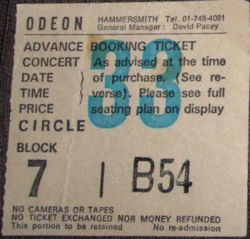 ODEON HAMMERSMITH Tel. 01-748-4081
General Manager: David Pacey
ADVANCE BOOKING TICKET
CONCERT As advised at the time
DATE ) of purchase. (See re-
TIME ) verse). Please see full
PRICE seating plan on display
38
CIRCLE
BLOCK
7 B54
NO CAMERAS OR TAPES
NO TICKET EXCHANGED NOR MONEY REFUNDED
This portion to be retained No re-admission